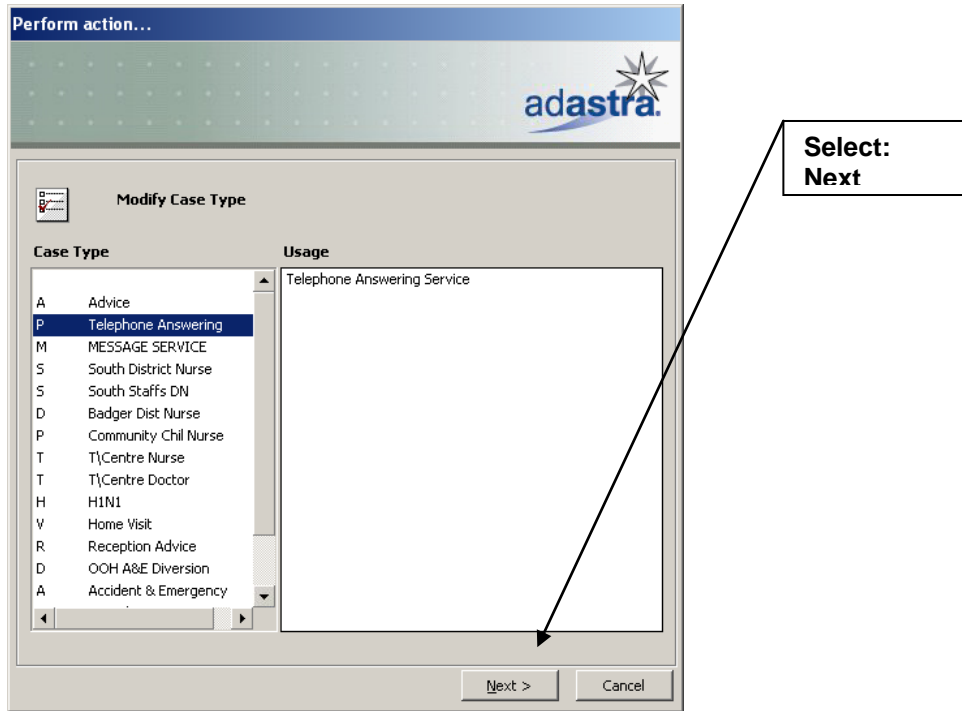 Perform action...
adastra.
Select:
Next
Modify Case Type
Case Type
Usage
Telephone Answering Service
A Advice
P Telephone Answering
M MESSAGE SERVICE
S South District Nurse
S South Staffs DN
D Badger Dist Nurse
P Community Chil Nurse
T T\Centre Nurse
T T\Centre Doctor
H H1N1
V Home Visit
R Reception Advice
D OOH A&E Diversion
A Accident & Emergency
Next >
Cancel